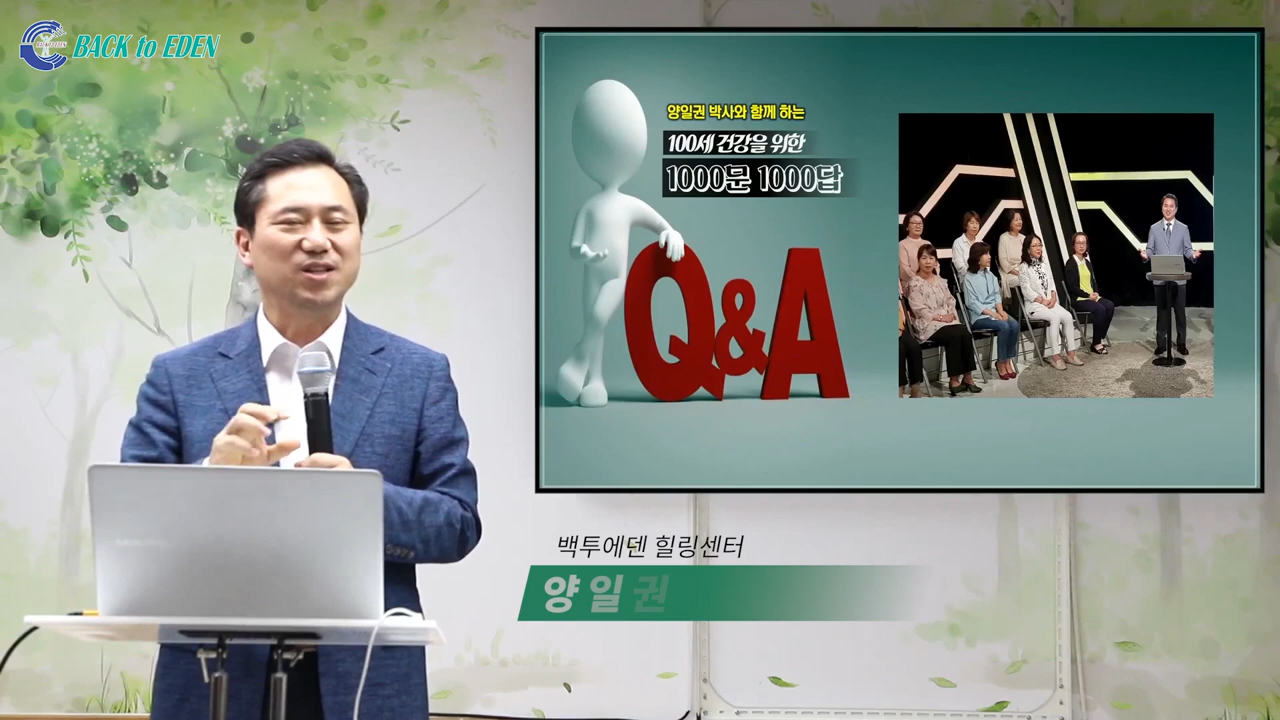 BACK to EDEN
양일권 박사와 함께 하는
100세 건강을 위한
1000문 1000답
Q&A
백투에덴 힐링센터
양일권